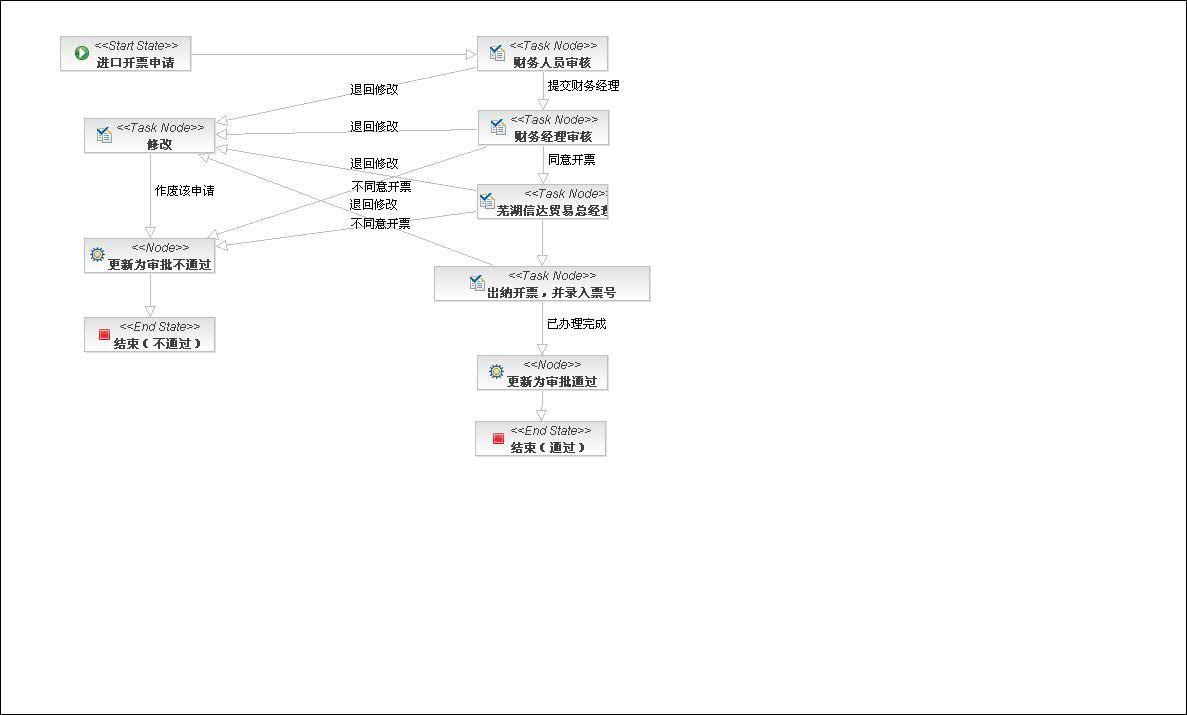 <<Start State>>
进口开票申请
<<Task Node>>
财务人员审核
退回修改
提交财务经理
<<Task Node>>
修改
退回修改
<<Task Node>>
财务经理审核
退回修改
同意开票
作废该申请
不同意开票
<<Task Node>>
芜湖信达贸易总经理
退回修改
不同意开票
<<Node>>
更新为审批不通过
<<Task Node>>
出纳开票，并录入票号
<<End State>>
结束（不通过）
已办理完成
<<Node>>
更新为审批通过
<<End State>>
结束（通过）